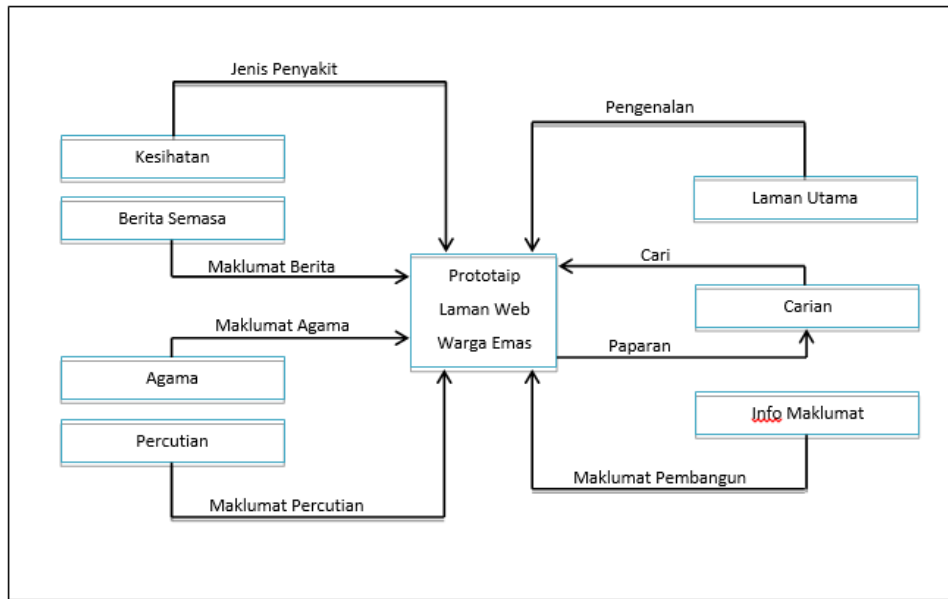 Jenis Penyakit
Kesihatan
Berita Semasa
Maklumat Berita
Maklumat Agama
Agama
Percutian
Maklumat Percutian
Prototaip
Laman Web
Warga Emas
Pengenalan
Laman Utama
Cari
Carian
Paparan
Info Maklumat
Maklumat Pembangun